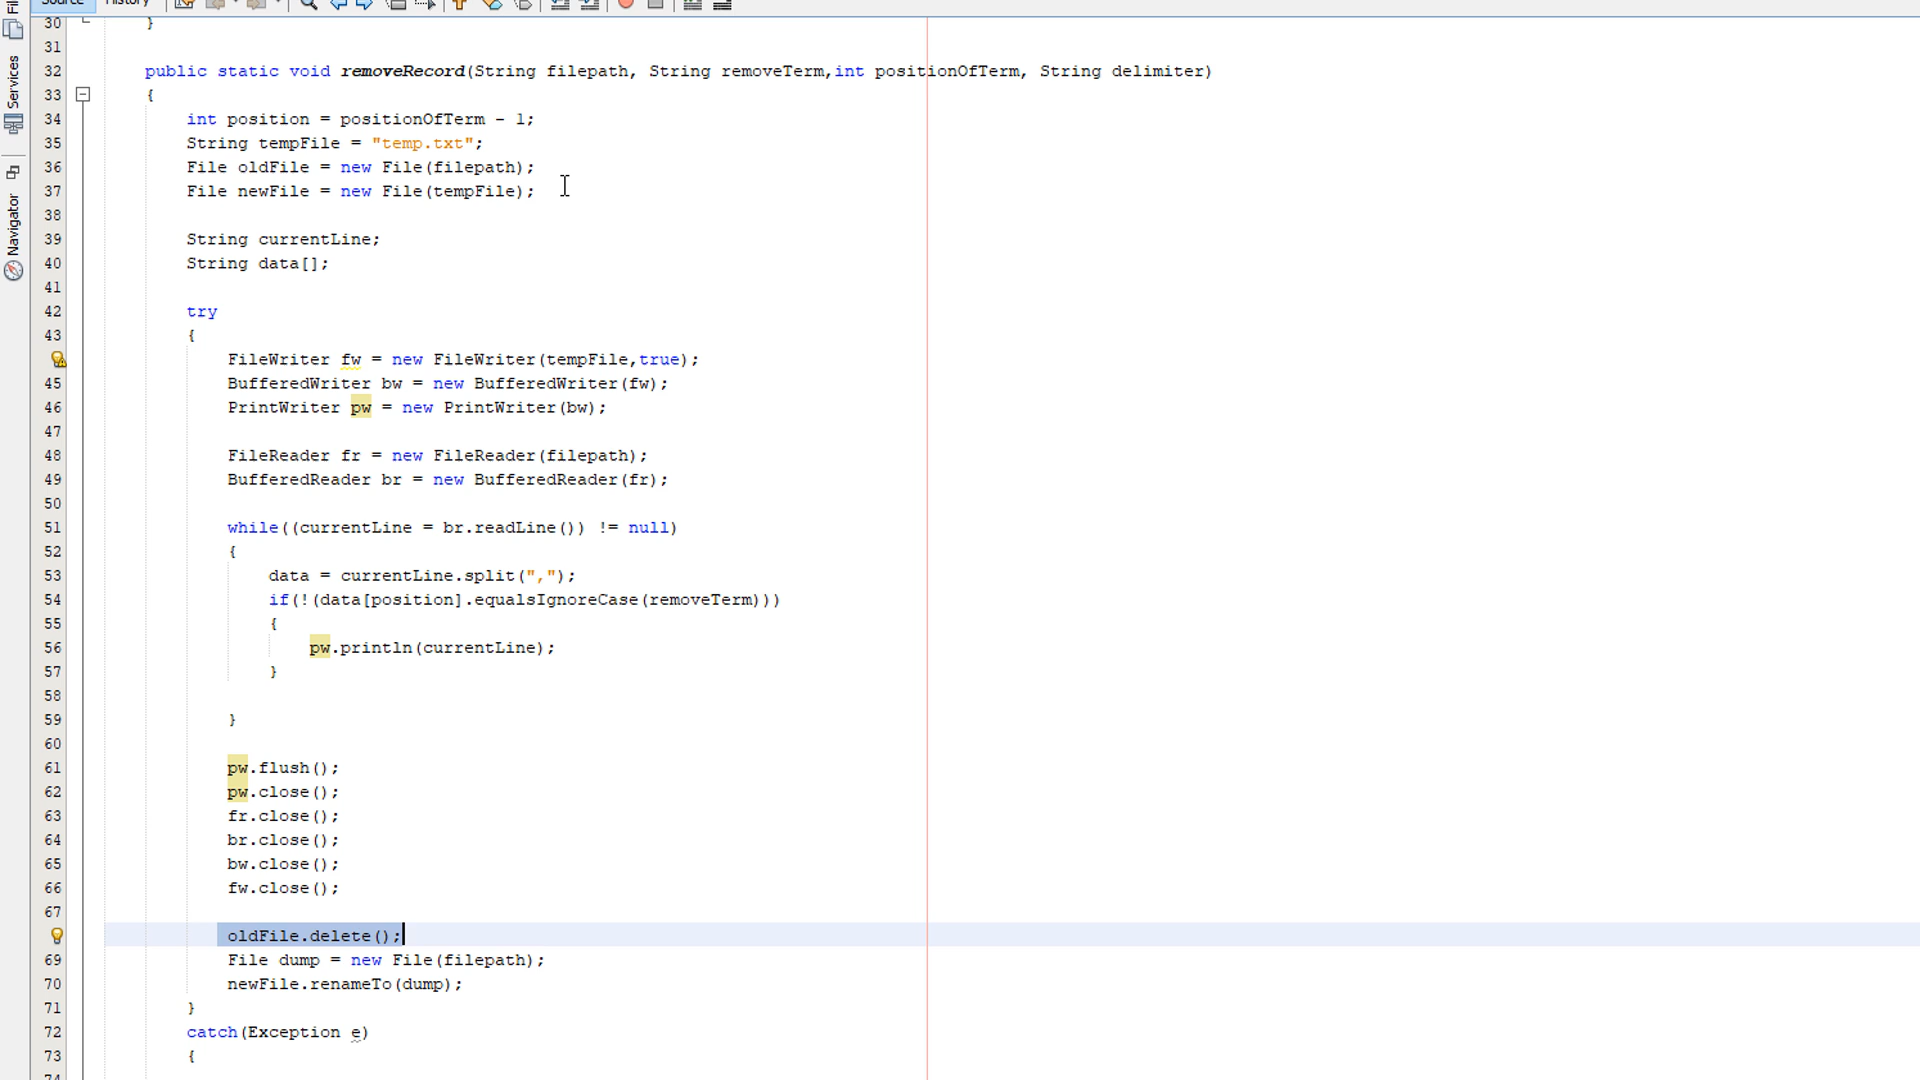 Source History
Services
Navigator
30 }
31
32 public static void removeRecord(String filepath, String removeTerm,int positionOfTerm, String delimiter)
33 {
34 int position = positionOfTerm - 1;
35 String tempFile = "temp.txt";
36 File oldFile = new File(filepath);
37 File newFile = new File(tempFile);
38
39 String currentLine;
40 String data[];
41
42 try
43 {
FileWriter fw = new FileWriter(tempFile,true);
45 BufferedWriter bw = new BufferedWriter(fw);
46 PrintWriter pw = new PrintWriter(bw);
47
48 FileReader fr = new FileReader(filepath);
49 BufferedReader br = new BufferedReader(fr);
50
51 while((currentLine = br.readLine()) != null)
52 {
53 data = currentLine.split(",");
54 if(!(data[position].equalsIgnoreCase(removeTerm)))
55 {
56 pw.println(currentLine);
57 }
58
59 }
60
61 pw.flush();
62 pw.close();
63 fr.close();
64 br.close();
65 bw.close();
66 fw.close();
67
oldFile.delete();
69 File dump = new File(filepath);
70 newFile.renameTo(dump);
71 }
72 catch(Exception e)
73 {
74